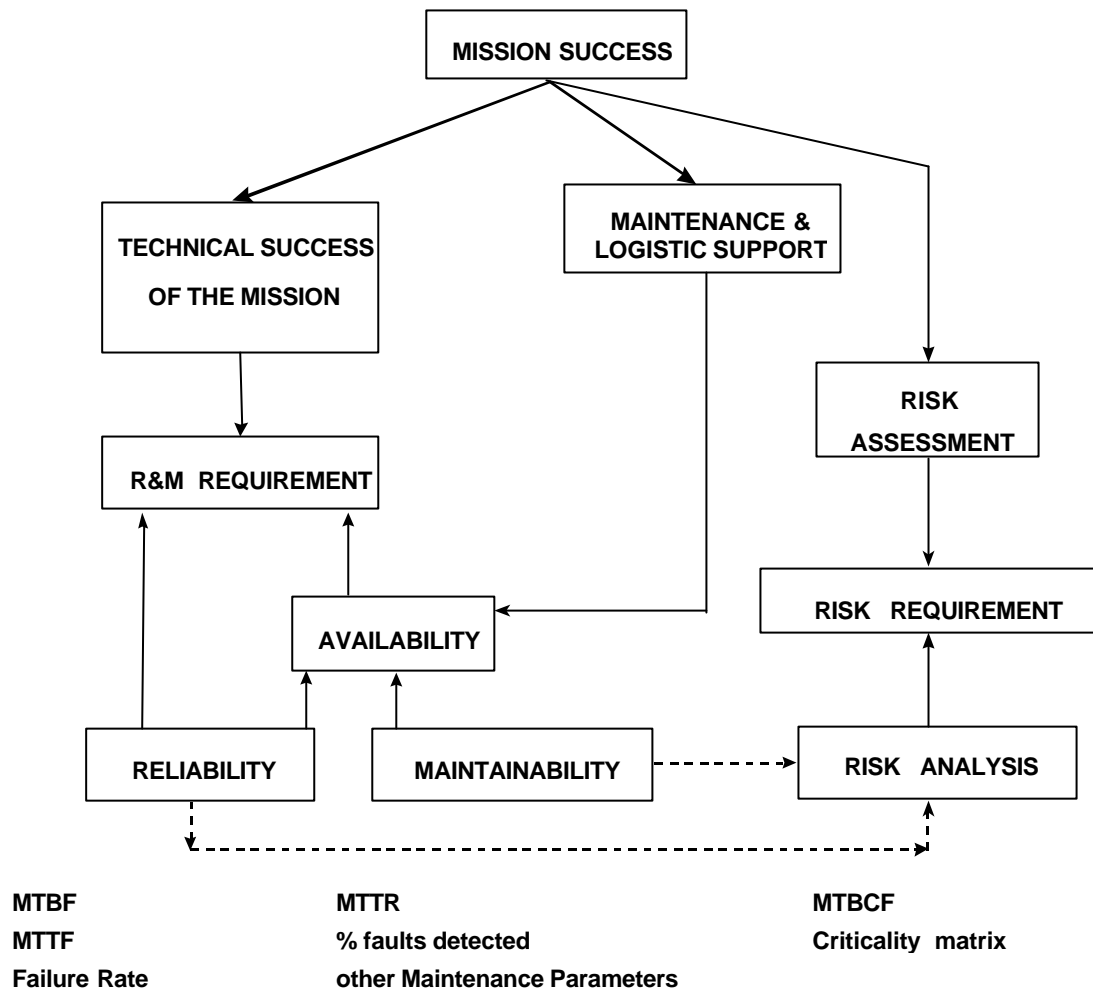 MISSION SUCCESS
TECHNICAL SUCCESS
OF THE MISSION
MAINTENANCE &
LOGISTIC SUPPORT
RISK
ASSESSMENT
R&M REQUIREMENT
AVAILABILITY
RISK REQUIREMENT
RELIABILITY
MAINTAINABILITY
RISK ANALYSIS
MTBF
MTTF
Failure Rate
MTTR
% faults detected
other Maintenance Parameters
MTBCF
Criticality matrix